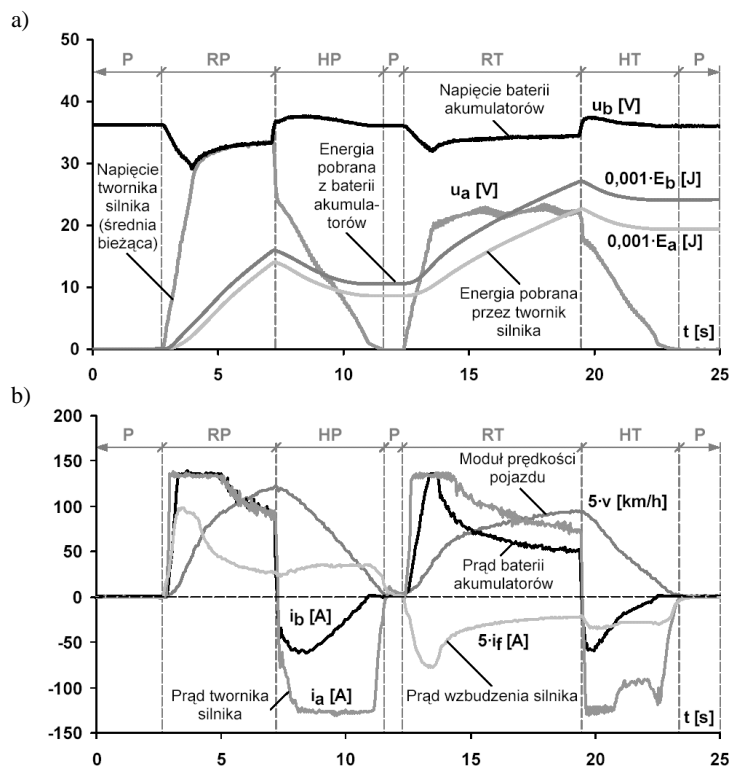 a)
50
40
30
20
10
0
P
RP
HP
P
RT
HT
P
Napięcie baterii
akumulatorów
u_b [V]
Napięcie
twornika
silnika
(średnia
bieżąca)
Energia
pobrana
z baterii
akumula-
torów
u_a [V]
0,001·E_b [J]
0,001·E_a [J]
Energia pobrana
przez twornik
silnika
t [s]
0
5
10
15
20
25
b)
200
150
100
50
0
-50
-100
-150
P
RP
HP
P
RT
HT
P
Moduł prędkości
pojazdu
5·v [km/h]
Prąd baterii
akumulatorów
i_b [A]
5·i_f [A]
Prąd twornika
silnika
i_a [A]
Prąd wzbudzenia silnika
t [s]
0
5
10
15
20
25